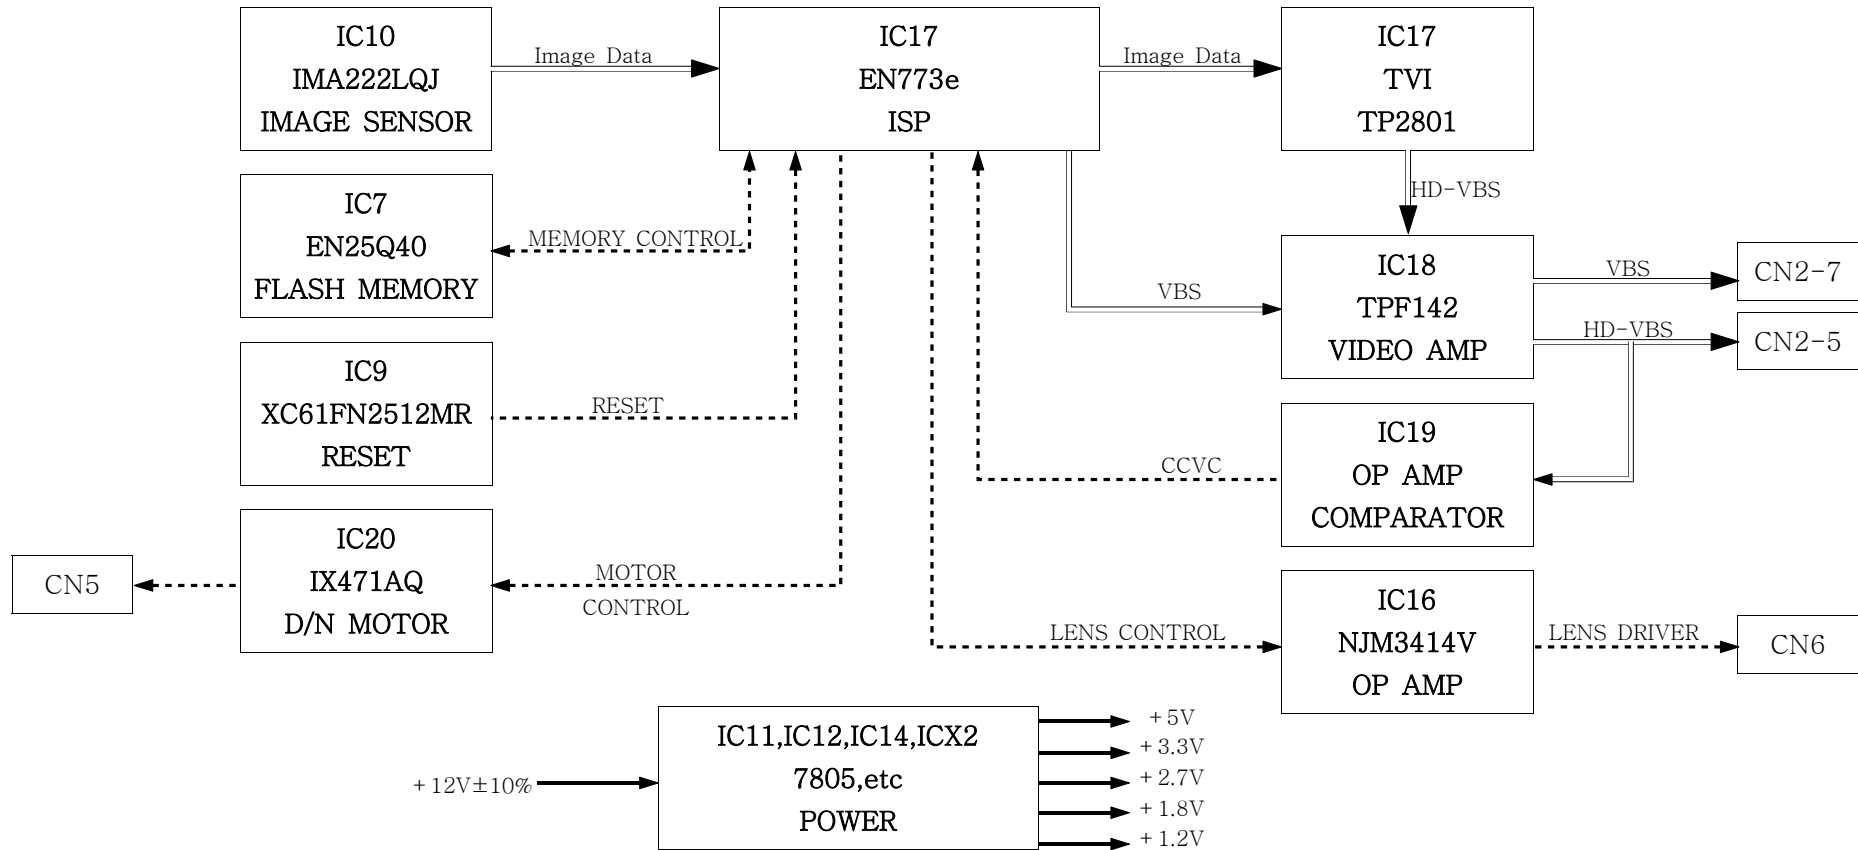 IC10
IMA222LQJ
IMAGE SENSOR
Image Data
IC17
EN773e
ISP
Image Data
IC17
TVI
TP2801
HD-VBS
IC7
EN25Q40
FLASH MEMORY
MEMORY CONTROL
VBS
IC18
TPF142
VIDEO AMP
VBS
CN2-7
HD-VBS
CN2-5
IC9
XC61FN2512MR
RESET
RESET
CCVC
IC19
OP AMP
COMPARATOR
CN5
IC20
IX471AQ
D/N MOTOR
MOTOR
CONTROL
LENS CONTROL
IC16
NJM3414V
OP AMP
LENS DRIVER
CN6
+12V±10%
IC11,IC12,IC14,ICX2
7805,etc
POWER
+5V
+3.3V
+2.7V
+1.8V
+1.2V